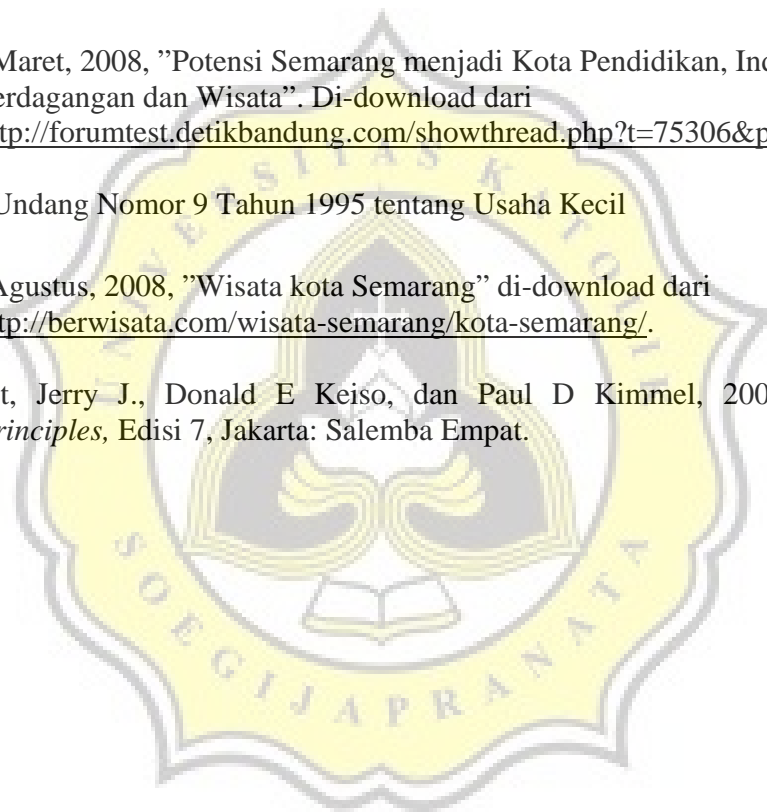 Maret, 2008, ”Potensi Semarang menjadi Kota Pendidikan, Ind
erdagangan dan Wisata”. Di-download dari
tp://forumtest.detikbandung.com/showthread.php?t=75306&p
Undang Nomor 9 Tahun 1995 tentang Usaha Kecil
Agustus, 2008, ”Wisata kota Semarang” di-download dari
tp://berwisata.com/wisata-semarang/kota-semarang/.
t, Jerry J., Donald E Keiso, dan Paul D Kimmel, 200
rinciples, Edisi 7, Jakarta: Salemba Empat.
UNIVERSITAS KATOLIK
SOEGIJAPRANATA